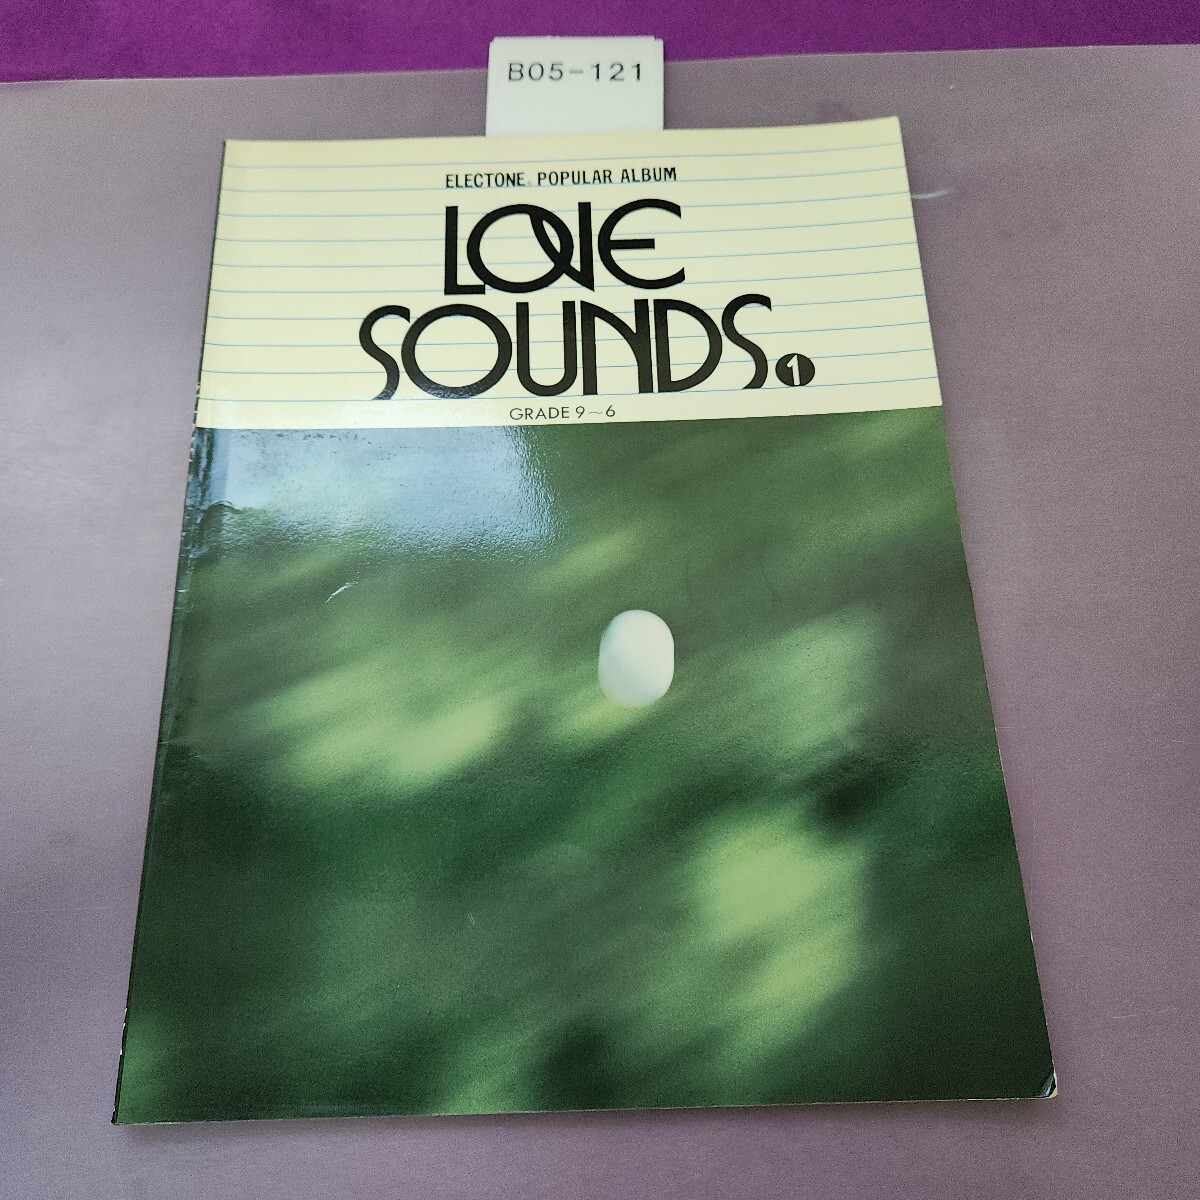 B05-121
ELECTONE® POPULAR ALBUM
LOVE
SOUNDS. 1
GRADE 9~6